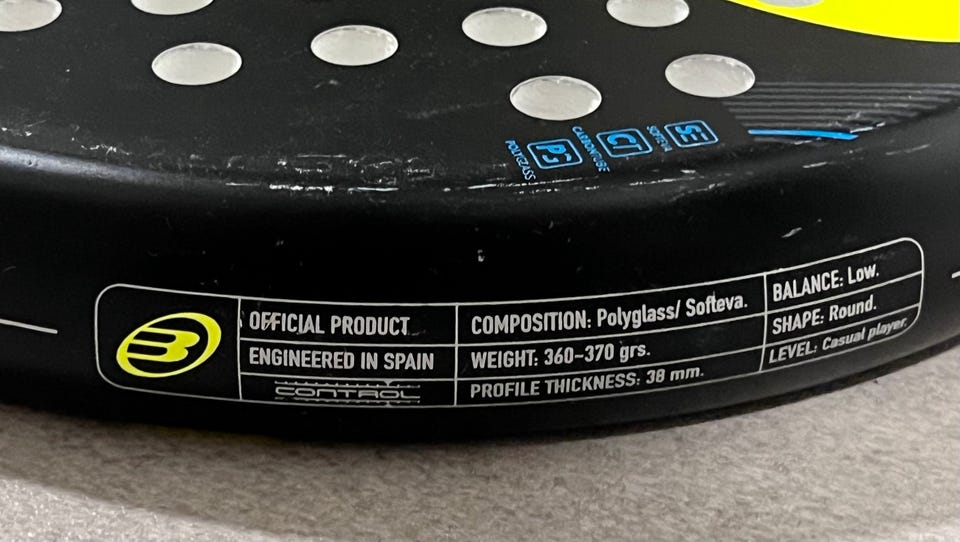 POLYGLASS
PG
CARBONTUBE
CT
SOFTEVA
SE
OFFICIAL PRODUCT
ENGINEERED IN SPAIN
CONTROL
COMPOSITION: Polyglass/ Softeva.
WEIGHT: 360-370 grs.
PROFILE THICKNESS: 38 mm.
BALANCE: Low.
SHAPE: Round.
LEVEL: Casual player.